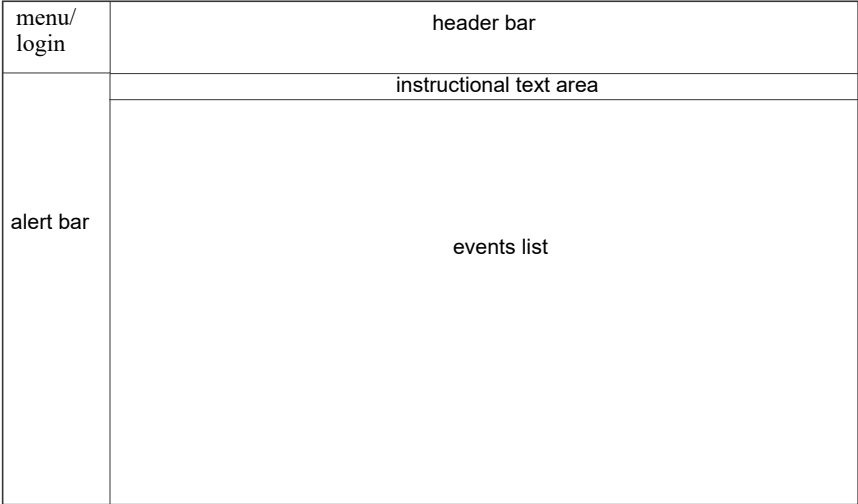 menu/
login
header bar
instructional text area
alert bar
events list